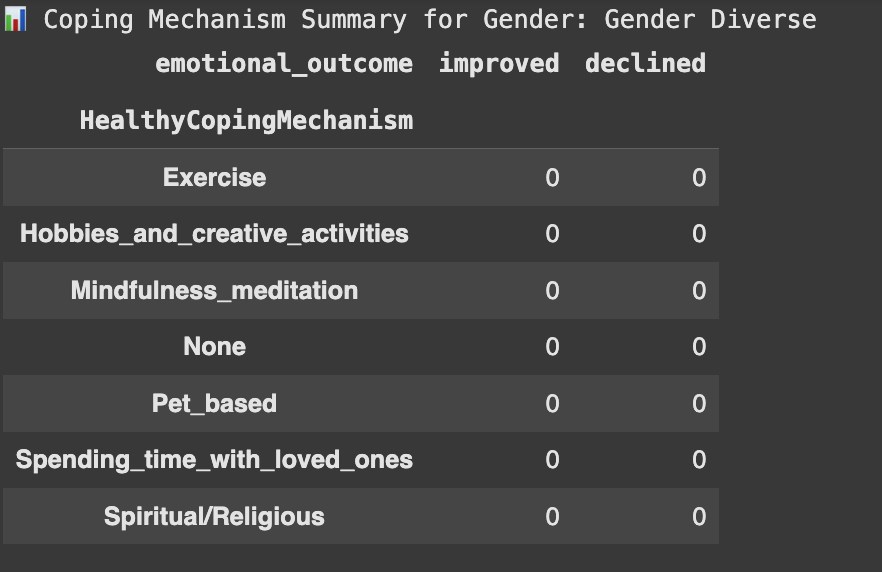 📊 Coping Mechanism Summary for Gender: Gender Diverse
emotional_outcome improved declined
HealthyCopingMechanism
Exercise 0 0
Hobbies_and_creative_activities 0 0
Mindfulness_meditation 0 0
None 0 0
Pet_based 0 0
Spending_time_with_loved_ones 0 0
Spiritual/Religious 0 0